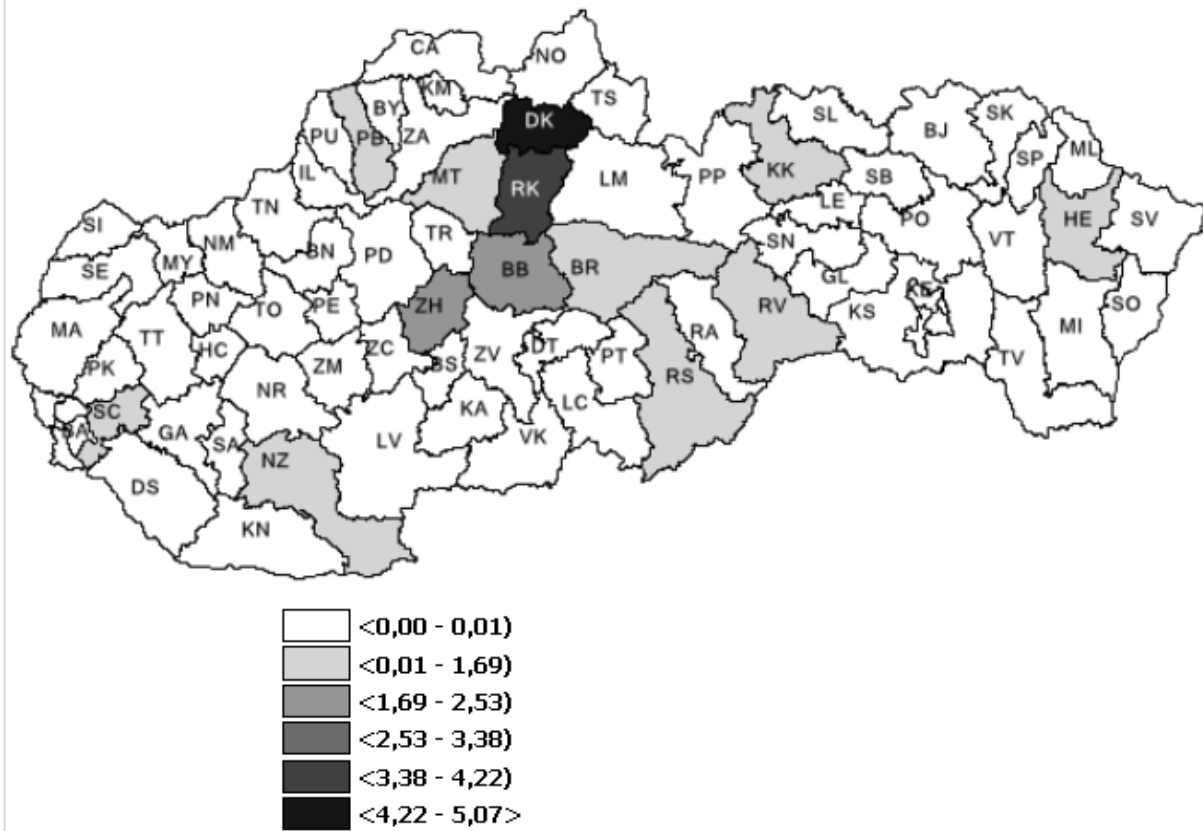 CA
NO
KM
TS
BY
DK
SL
SK
PU
PB
ZA
BJ
ML
SP
IL
MT
RK
LM
PP
KK
SB
LE
TN
HE
SV
SI
NM
TR
PO
BN
PD
SN
VT
MY
SE
BB
BR
GL
PN
TO
PE
ZH
RV
KE
KS
SO
MA
TT
HC
RA
MI
PK
ZM
ZC
BS
ZV
DT
PT
TV
RS
NR
SC
KA
LC
BA
GA
SA
LV
VK
NZ
DS
KN
<0,00 - 0,01)
<0,01 - 1,69)
<1,69 - 2,53)
<2,53 - 3,38)
<3,38 - 4,22)
<4,22 - 5,07>